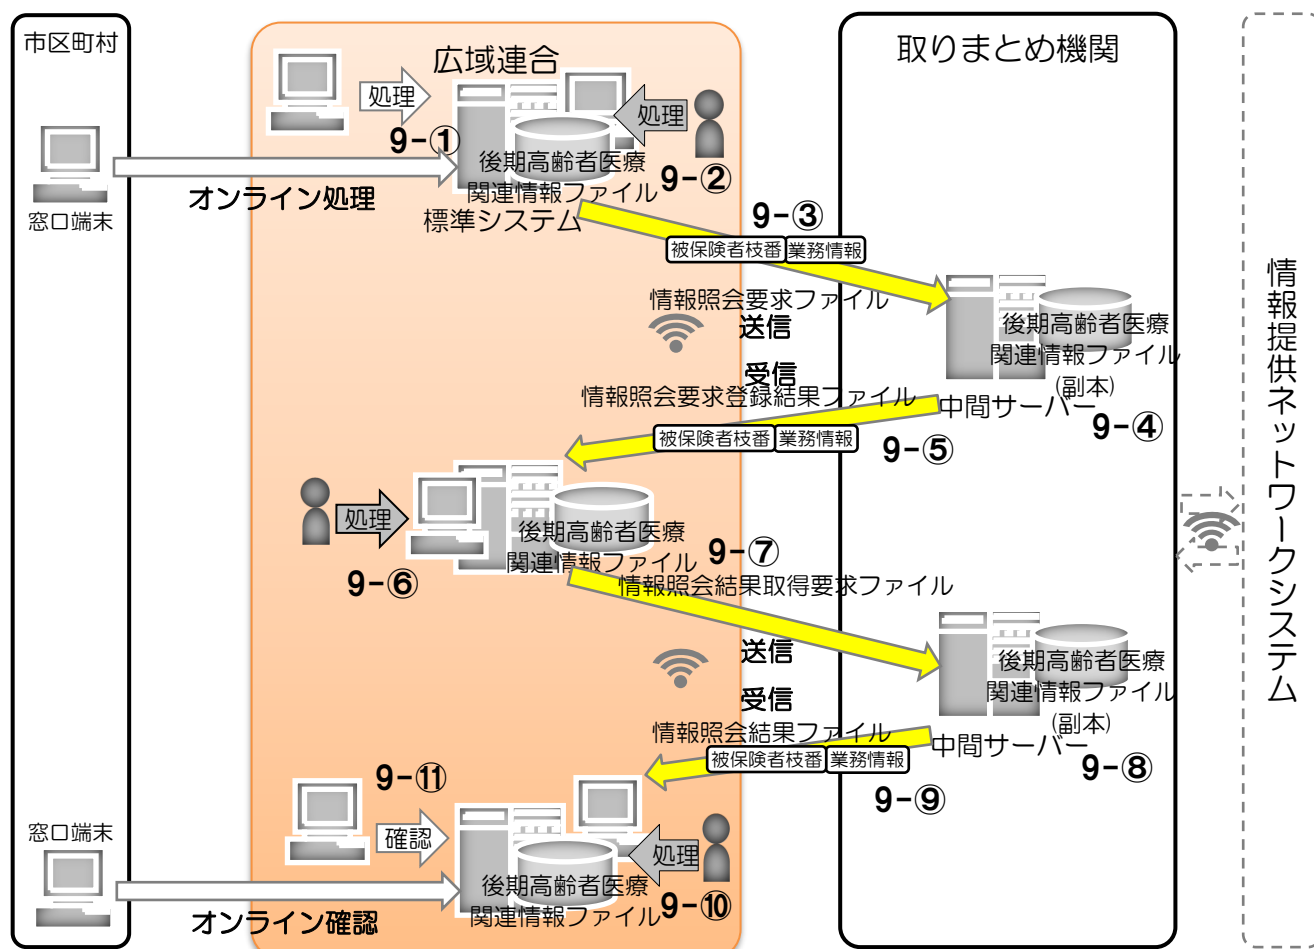 市区町村
広域連合
取りまとめ機関
処理
処理
9-①
9-②
窓口端末
オンライン処理
後期高齢者医療
関連情報ファイル
標準システム
9-③
被保険者枝番
業務情報
情報照会要求ファイル
送信
後期高齢者医療
関連情報ファイル
(副本)
中間サーバー
9-④
受信
情報照会要求登録結果ファイル
被保険者枝番
業務情報
9-⑤
処理
9-⑥
後期高齢者医療
関連情報ファイル
9-⑦
情報照会結果取得要求ファイル
送信
後期高齢者医療
関連情報ファイル
(副本)
中間サーバー
9-⑧
受信
情報照会結果ファイル
被保険者枝番
業務情報
9-⑨
9-⑪
確認
処理
9-⑩
窓口端末
オンライン確認
後期高齢者医療
関連情報ファイル
情報提供ネットワークシステム